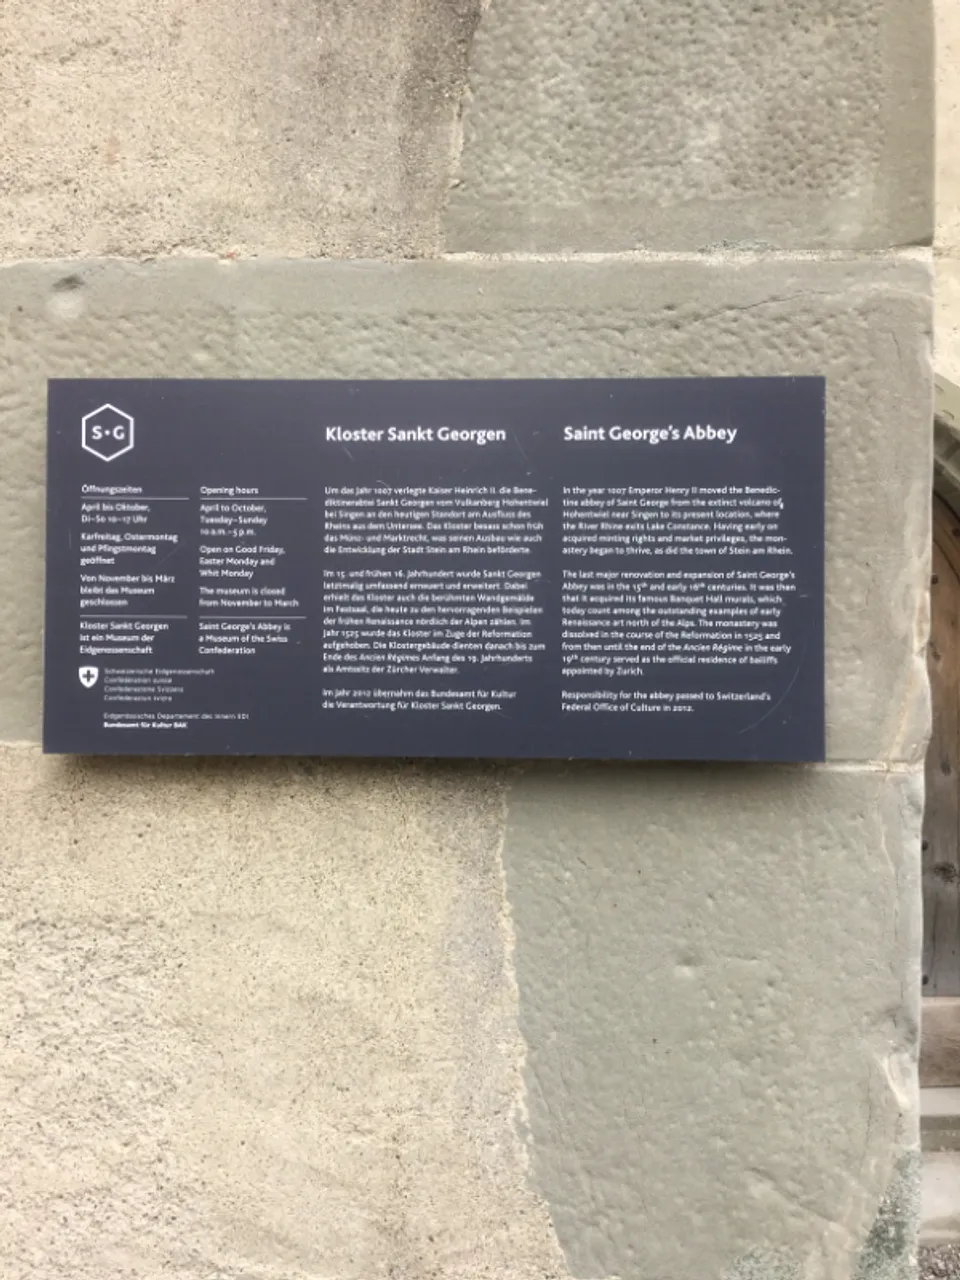 S·G
Öffnungszeiten
April bis Oktober,
Di–So 10–17 Uhr
Karfreitag, Ostermontag
und Pfingstmontag
geöffnet
Von November bis März
bleibt das Museum
geschlossen
Kloster Sankt Georgen
ist ein Museum der
Eidgenossenschaft
Opening hours
April to October,
Tuesday–Sunday
10 a.m.–5 p.m.
Open on Good Friday,
Easter Monday and
Whit Monday
The museum is closed
from November to March
Saint George's Abbey is
a Museum of the Swiss
Confederation
Schweizerische Eidgenossenschaft
Confédération suisse
Confederazione Svizzera
Confederaziun svizra
Eidgenössisches Departement des Innern EDI
Bundesamt für Kultur BAK
Kloster Sankt Georgen
Um das Jahr 1007 verlegte Kaiser Heinrich II. die Bene-
diktinerabtei Sankt Georgen vom Vulkanberg Hohentwiel
bei Singen an den heutigen Standort am Ausfluss des
Rheins aus dem Untersee. Das Kloster besass schon früh
das Münz- und Marktrecht, was seinen Ausbau wie auch
die Entwicklung der Stadt Stein am Rhein beförderte.
Im 15. und frühen 16. Jahrhundert wurde Sankt Georgen
letztmalig umfassend erneuert und erweitert. Dabei
erhielt das Kloster auch die berühmten Wandgemälde
im Festsaal, die heute zu den hervorragenden Beispielen
der frühen Renaissance nördlich der Alpen zählen. Im
Jahr 1525 wurde das Kloster im Zuge der Reformation
aufgehoben. Die Klostergebäude dienten danach bis zum
Ende des Ancien Régimes Anfang des 19. Jahrhunderts
als Amtssitz der Zürcher Verwalter.
Im Jahr 2012 übernahm das Bundesamt für Kultur
die Verantwortung für Kloster Sankt Georgen.
Saint George's Abbey
In the year 1007 Emperor Henry II moved the Benedic-
tine abbey of Saint George from the extinct volcano of
Hohentwiel near Singen to its present location, where
the River Rhine exits Lake Constance. Having early on
acquired minting rights and market privileges, the mon-
astery began to thrive, as did the town of Stein am Rhein.
The last major renovation and expansion of Saint George's
Abbey was in the 15th and early 16th centuries. It was then
that it acquired its famous Banquet Hall murals, which
today count among the outstanding examples of early
Renaissance art north of the Alps. The monastery was
dissolved in the course of the Reformation in 1525 and
from then until the end of the Ancien Régime in the early
19th century served as the official residence of bailiffs
appointed by Zurich.
Responsibility for the abbey passed to Switzerland's
Federal Office of Culture in 2012.